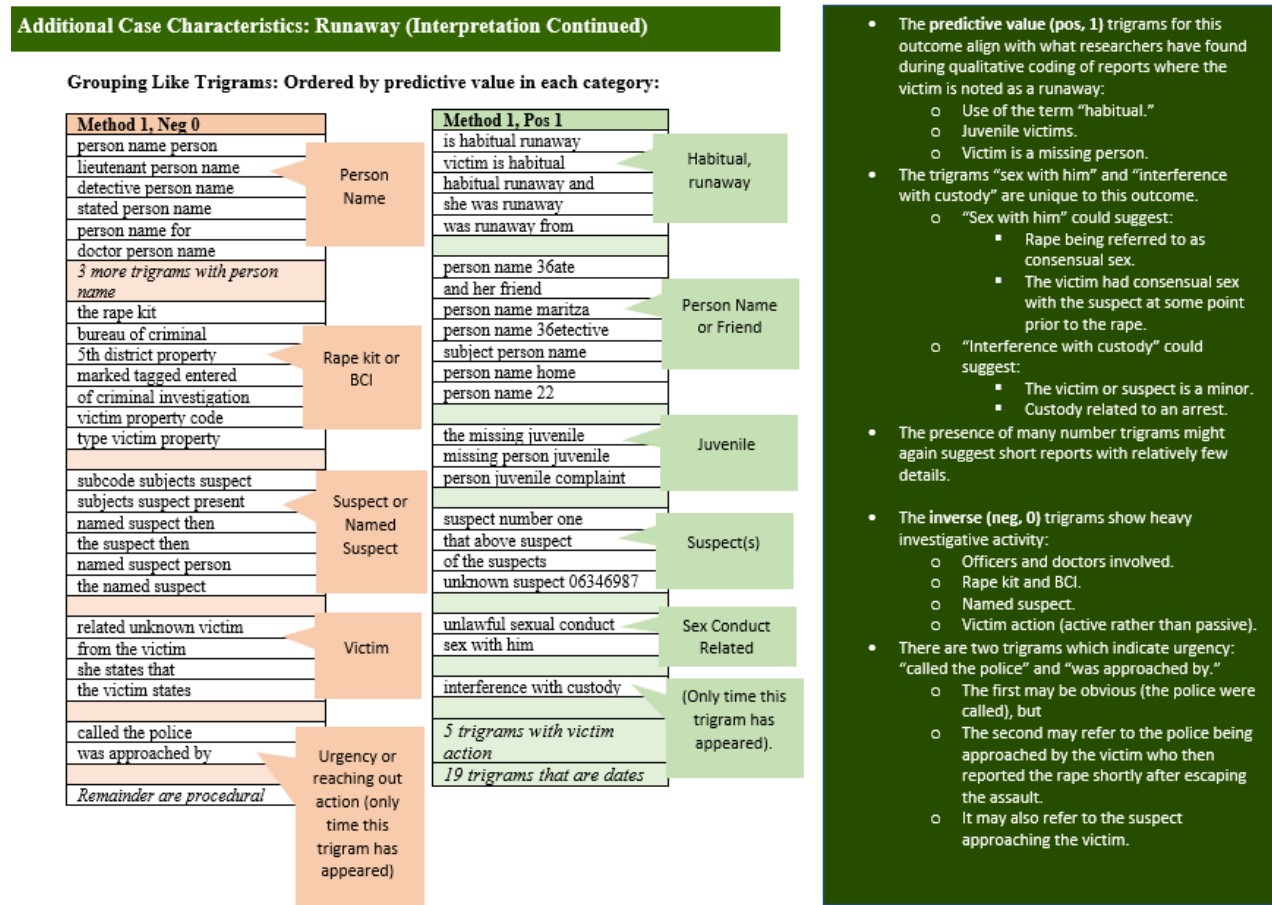 Additional Case Characteristics: Runaway (Interpretation Continued)
Grouping Like Trigrams: Ordered by predictive value in each category:
Method 1, Neg 0
person name person
lieutenant person name
detective person name
stated person name
person name for
doctor person name
3 more trigrams with person
name
the rape kit
bureau of criminal
5th district property
marked tagged entered
of criminal investigation
victim property code
type victim property
subcode subjects suspect
subjects suspect present
named suspect then
the suspect then
named suspect person
the named suspect
related unknown victim
from the victim
she states that
the victim states
called the police
was approached by
Remainder are procedural
Person
Name
Rape kit or
BCI
Suspect or
Named
Suspect
Victim
Urgency or
reaching out
action (only
time this
trigram has
appeared)
Method 1, Pos 1
is habitual runaway
victim is habitual
habitual runaway and
she was runaway
was runaway from
person name 36ate
and her friend
person name maritza
person name 36etective
subject person name
person name home
person name 22
the missing juvenile
missing person juvenile
person juvenile complaint
suspect number one
that above suspect
of the suspects
unknown suspect 06346987
unlawful sexual conduct
sex with him
interference with custody
5 trigrams with victim
action
19 trigrams that are dates
Habitual,
runaway
Person Name
or Friend
Juvenile
Suspect(s)
Sex Conduct
Related
(Only time this
trigram has
appeared).
• The predictive value (pos, 1) trigrams for this
outcome align with what researchers have found
during qualitative coding of reports where the
victim is noted as a runaway:
o Use of the term “habitual.”
o Juvenile victims.
o Victim is a missing person.
• The trigrams “sex with him” and “interference
with custody” are unique to this outcome.
o “Sex with him” could suggest:
▪ Rape being referred to as
consensual sex.
▪ The victim had consensual sex
with the suspect at some point
prior to the rape.
o “Interference with custody” could
suggest:
▪ The victim or suspect is a minor.
▪ Custody related to an arrest.
• The presence of many number trigrams might
again suggest short reports with relatively few
details.
• The inverse (neg, 0) trigrams show heavy
investigative activity:
o Officers and doctors involved.
o Rape kit and BCI.
o Named suspect.
o Victim action (active rather than passive).
• There are two trigrams which indicate urgency:
“called the police” and “was approached by.”
o The first may be obvious (the police were
called), but
o The second may refer to the police being
approached by the victim who then
reported the rape shortly after escaping
the assault.
o It may also refer to the suspect
approaching the victim.